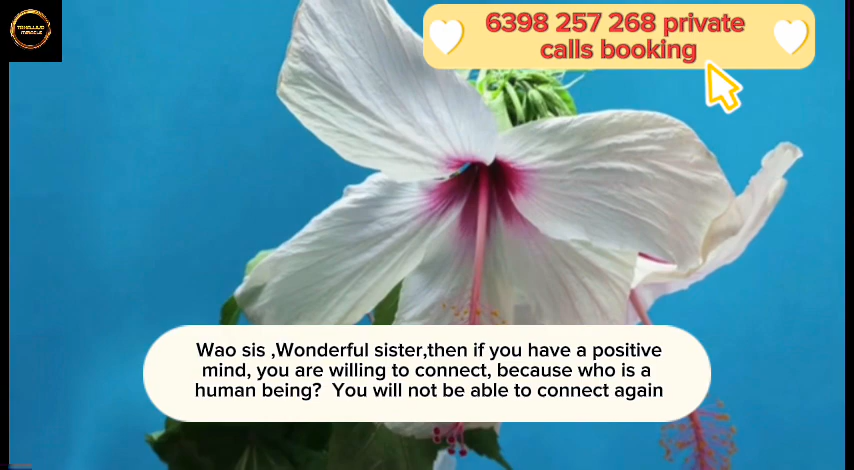 6398 257 268 private
calls booking
Wao sis ,Wonderful sister,then if you have a positive
mind, you are willing to connect, because who is a
human being?  You will not be able to connect again